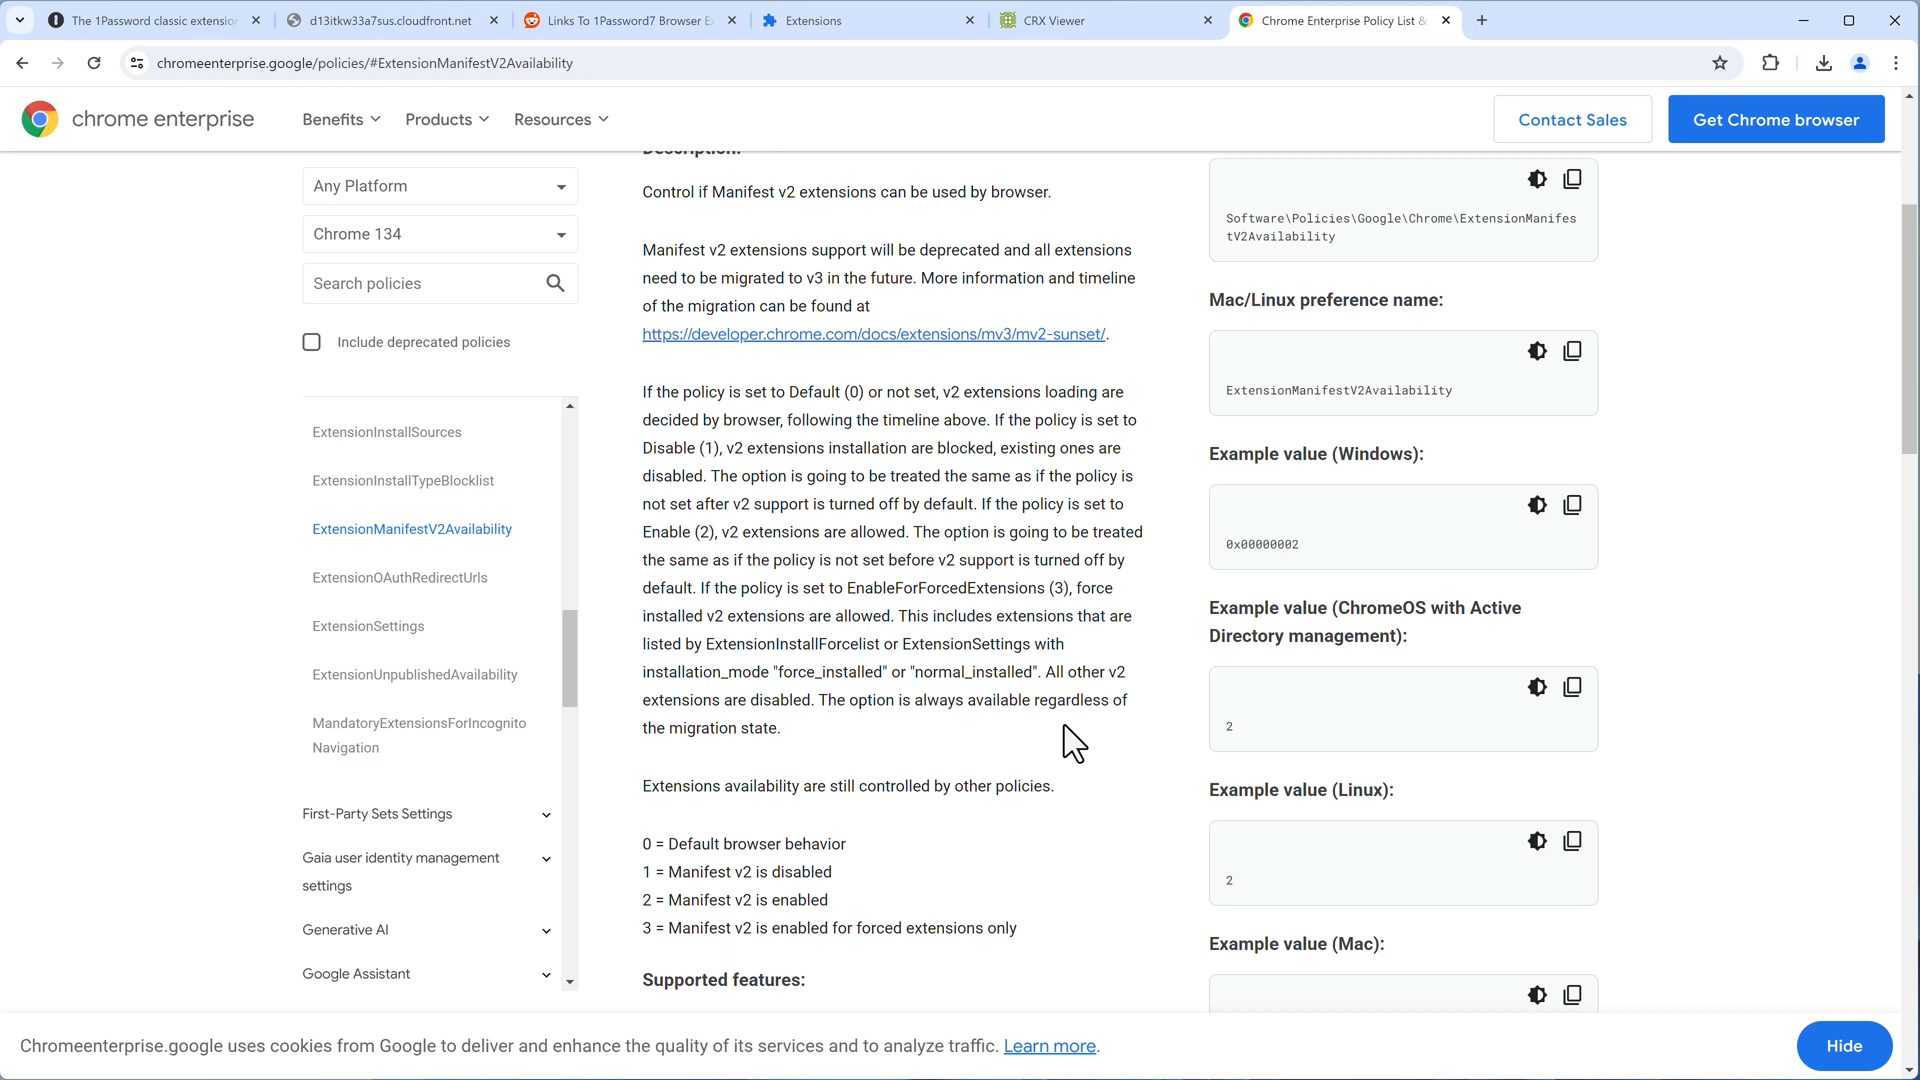 The 1Password classic extension
d13itkw33a7sus.cloudfront.net
Links To 1Password7 Browser Ex
Extensions
CRX Viewer
Chrome Enterprise Policy List &
chromeenterprise.google/policies/#ExtensionManifestV2Availability
chrome enterprise
Benefits
Products
Resources
Contact Sales
Get Chrome browser
Any Platform
Chrome 134
Search policies
Include deprecated policies
ExtensionInstallSources
ExtensionInstallTypeBlocklist
ExtensionManifestV2Availability
ExtensionOAuthRedirectUrls
ExtensionSettings
ExtensionUnpublishedAvailability
MandatoryExtensionsForIncognito
Navigation
First-Party Sets Settings
Gaia user identity management
settings
Generative AI
Google Assistant
Description:
Control if Manifest v2 extensions can be used by browser.
Manifest v2 extensions support will be deprecated and all extensions
need to be migrated to v3 in the future. More information and timeline
of the migration can be found at
https://developer.chrome.com/docs/extensions/mv3/mv2-sunset/.
If the policy is set to Default (0) or not set, v2 extensions loading are
decided by browser, following the timeline above. If the policy is set to
Disable (1), v2 extensions installation are blocked, existing ones are
disabled. The option is going to be treated the same as if the policy is
not set after v2 support is turned off by default. If the policy is set to
Enable (2), v2 extensions are allowed. The option is going to be treated
the same as if the policy is not set before v2 support is turned off by
default. If the policy is set to EnableForForcedExtensions (3), force
installed v2 extensions are allowed. This includes extensions that are
listed by ExtensionInstallForcelist or ExtensionSettings with
installation_mode "force_installed" or "normal_installed". All other v2
extensions are disabled. The option is always available regardless of
the migration state.
Extensions availability are still controlled by other policies.
0 = Default browser behavior
1 = Manifest v2 is disabled
2 = Manifest v2 is enabled
3 = Manifest v2 is enabled for forced extensions only
Supported features:
Software\Policies\Google\Chrome\ExtensionManifes
tV2Availability
Mac/Linux preference name:
ExtensionManifestV2Availability
Example value (Windows):
0x00000002
Example value (ChromeOS with Active
Directory management):
2
Example value (Linux):
2
Example value (Mac):
Chromeenterprise.google uses cookies from Google to deliver and enhance the quality of its services and to analyze traffic. Learn more.
Hide